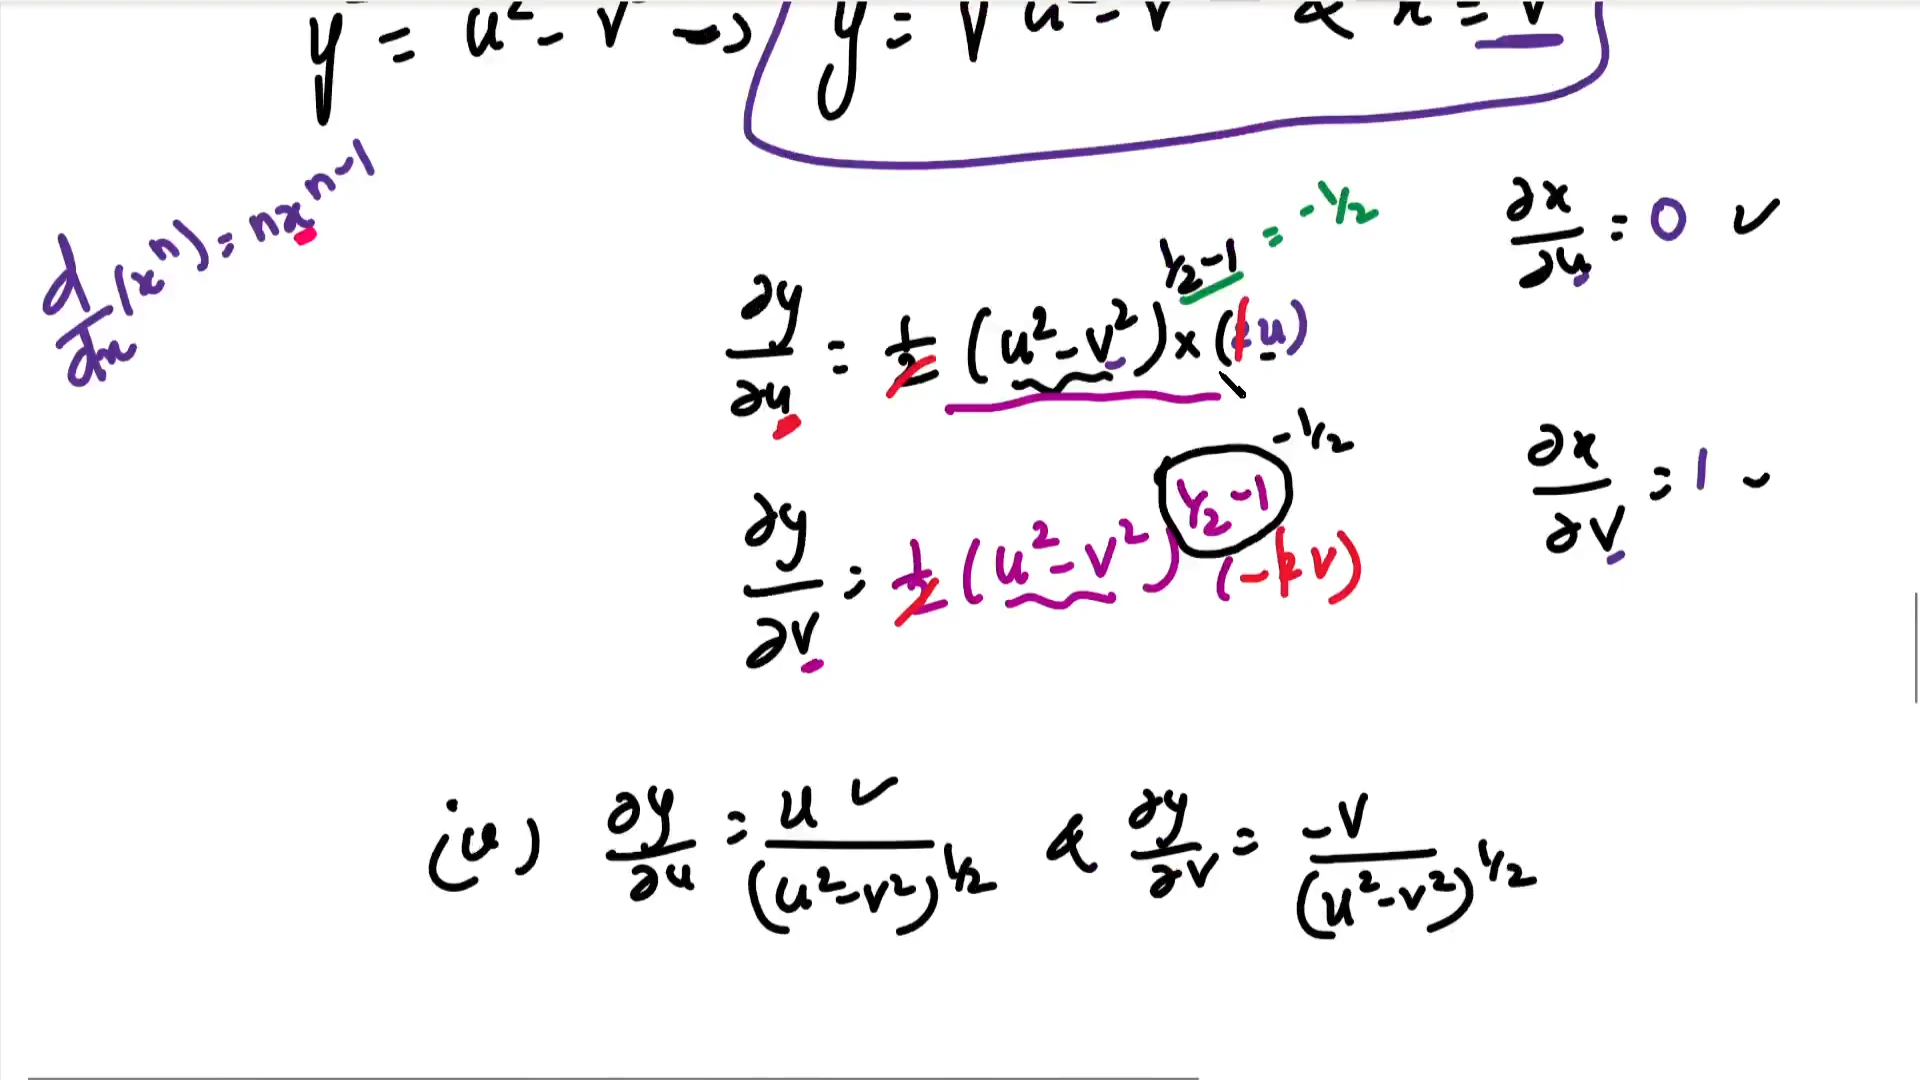 y² = u² - v² → y = √u² - v² & x = v
d/dx (xⁿ) = nxⁿ⁻¹
∂y/∂u = 1/2 (u² - v²)^(1/2 - 1) × (2u)
= -1/2
∂x/∂u = 0 ✓
∂y/∂v = 1/2 (u² - v²)^(1/2 - 1) (-2v)
-1/2
∂x/∂v = 1
(ie) ∂y/∂u = u/(u² - v²)^1/2 ✓ & ∂y/∂v = -v/(u² - v²)^1/2